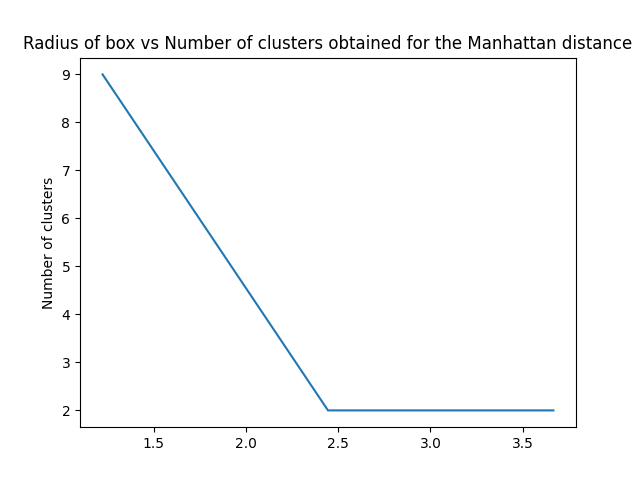 Radius of box vs Number of clusters obtained for the Manhattan distance
Number of clusters
9
8
7
6
5
4
3
2
1.5 2.0 2.5 3.0 3.5